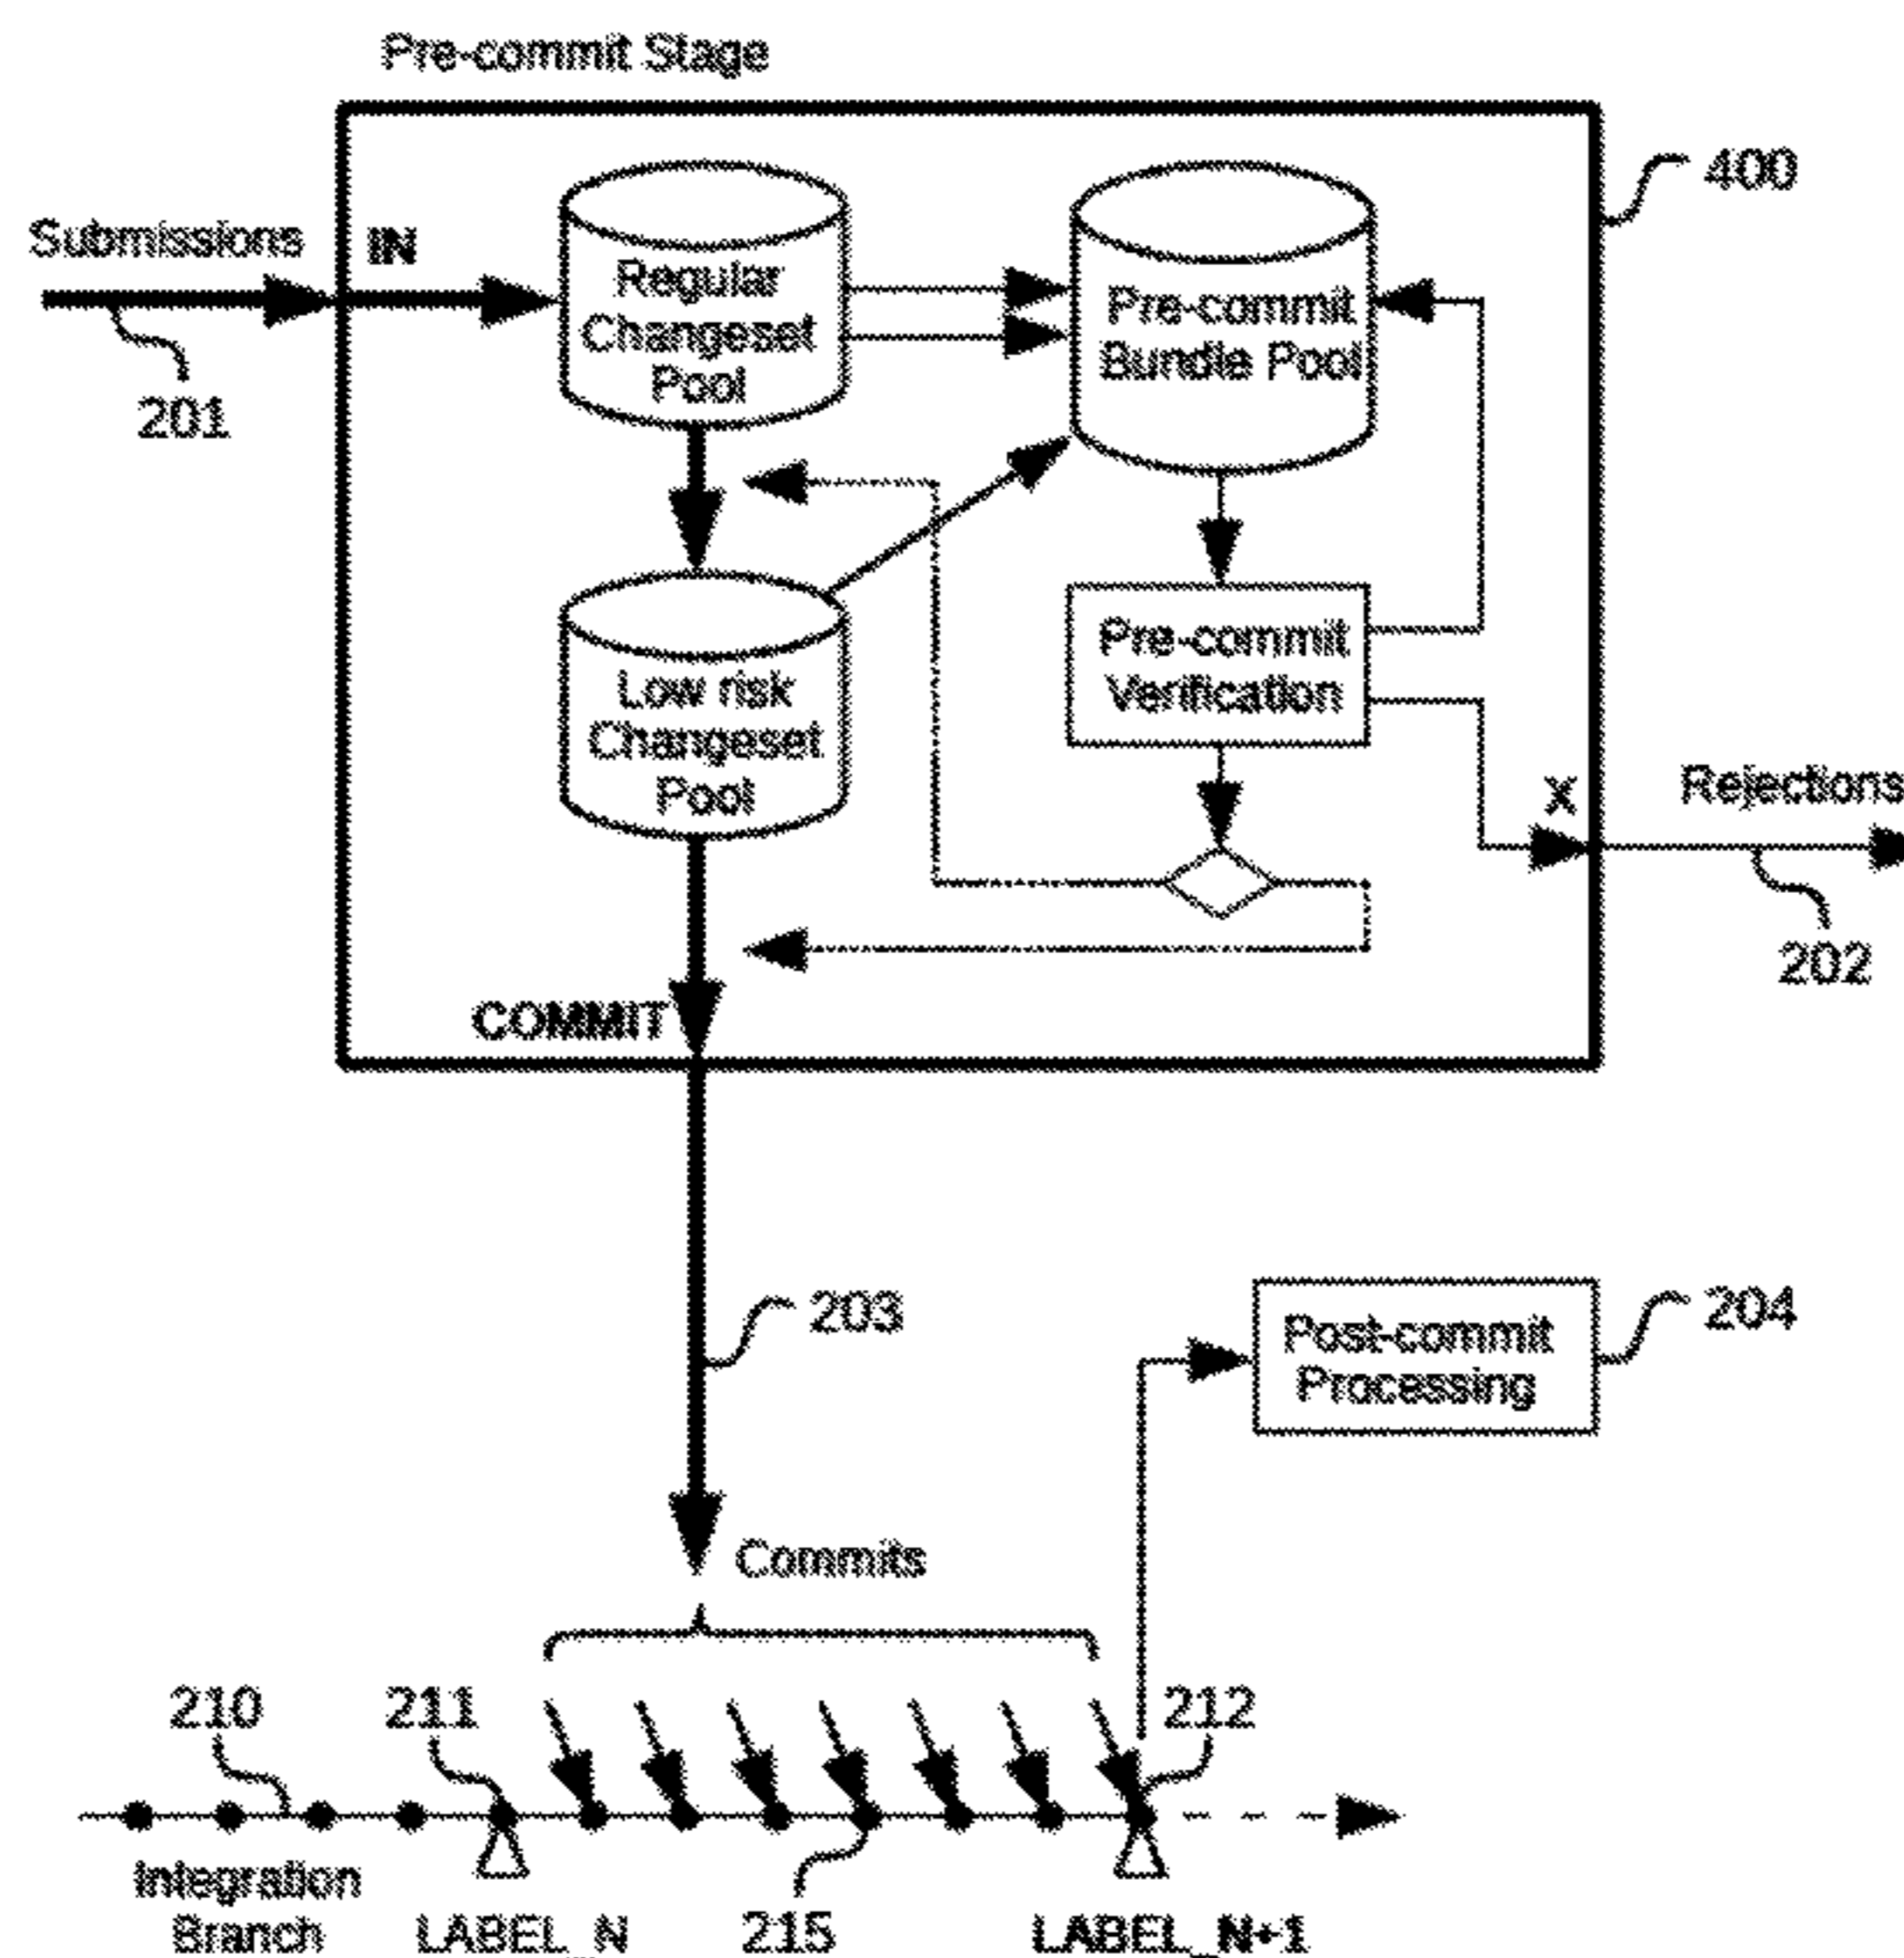 Pre-commit Stage
400
Submissions
IN
201
Regular
Changeset
Pool
Pre-commit
Bundle Pool
Low risk
Changeset
Pool
Pre-commit
Verification
X
Rejections
202
COMMIT
203
Post-commit
Processing
204
Commits
210
211
212
Integration
Branch
LABEL_N
215
LABEL_N+1